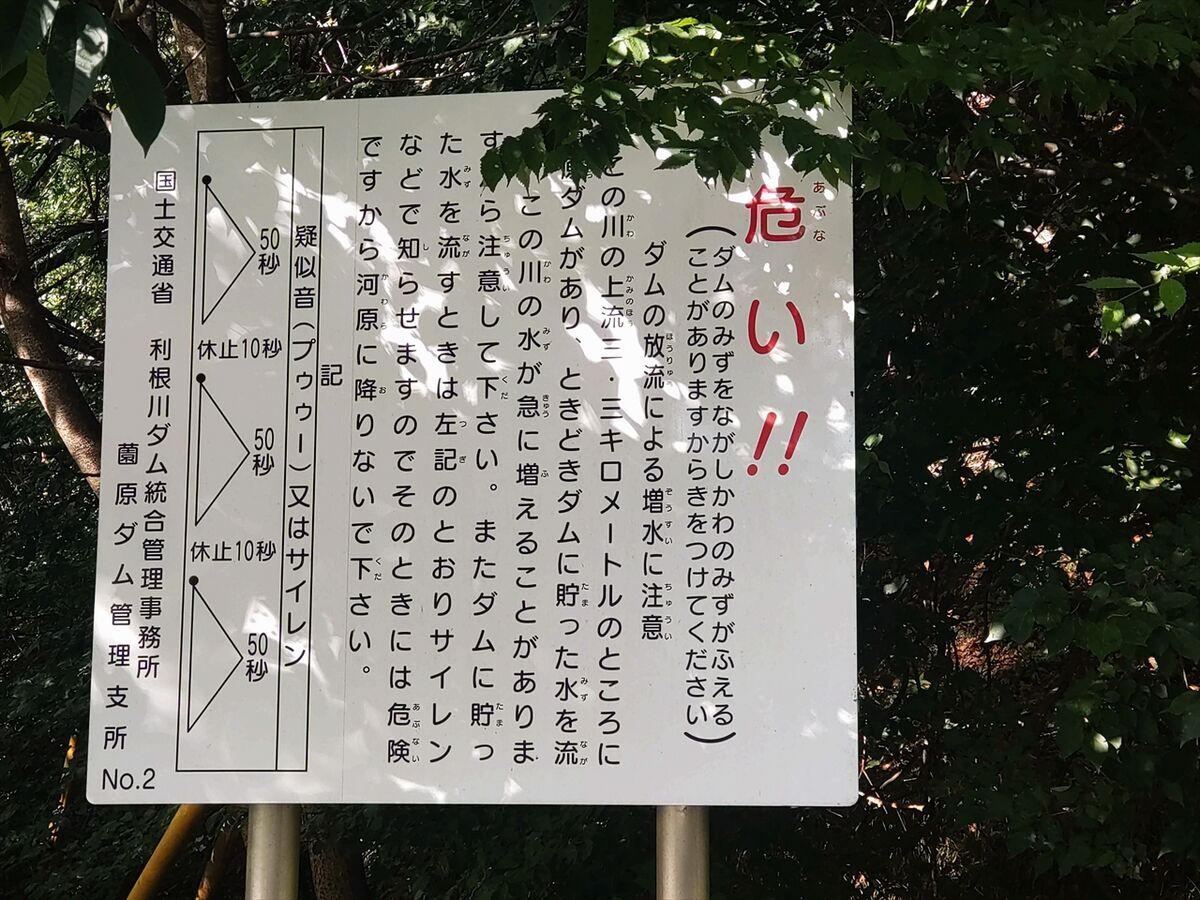 危い!!
(ダムのみずをながしかわのみずがふえる
ことがありますからきをつけてください)
ダムの放流による増水に注意
この川の上流三・三キロメートルのところに
原ダムがあり、ときどきダムに貯った水を流
この川の水が急に増えることがありま
すら注意して下さい。またダムに貯っ
た水を流すときは左記のとおりサイレン
などで知らせますのでそのときには危険
ですから河原に降りないで下さい。
記
疑似音(プゥゥー)又はサイレン
50秒
休止10秒
50秒
休止10秒
50秒
国土交通省 利根川ダム統合管理事務所
薗原ダム管理支所
No.2